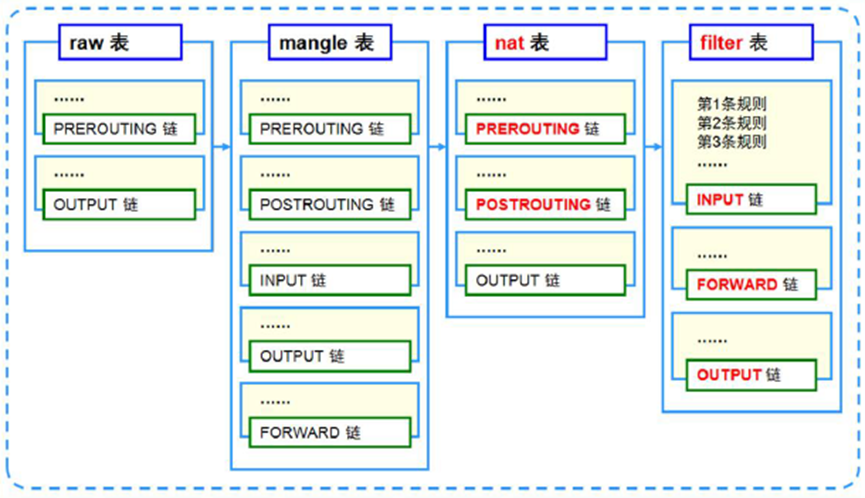 raw 表
......
PREROUTING 链
......
OUTPUT 链
mangle 表
......
PREROUTING 链
......
POSTROUTING 链
......
INPUT 链
......
OUTPUT 链
......
FORWARD 链
nat 表
......
PREROUTING 链
......
POSTROUTING 链
......
OUTPUT 链
filter 表
第1条规则
第2条规则
第3条规则
......
INPUT 链
......
FORWARD 链
......
OUTPUT 链